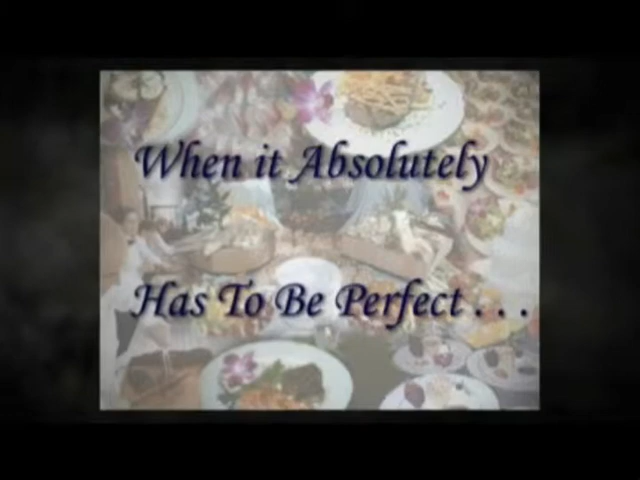 When it Absolutely
Has To Be Perfect . . .